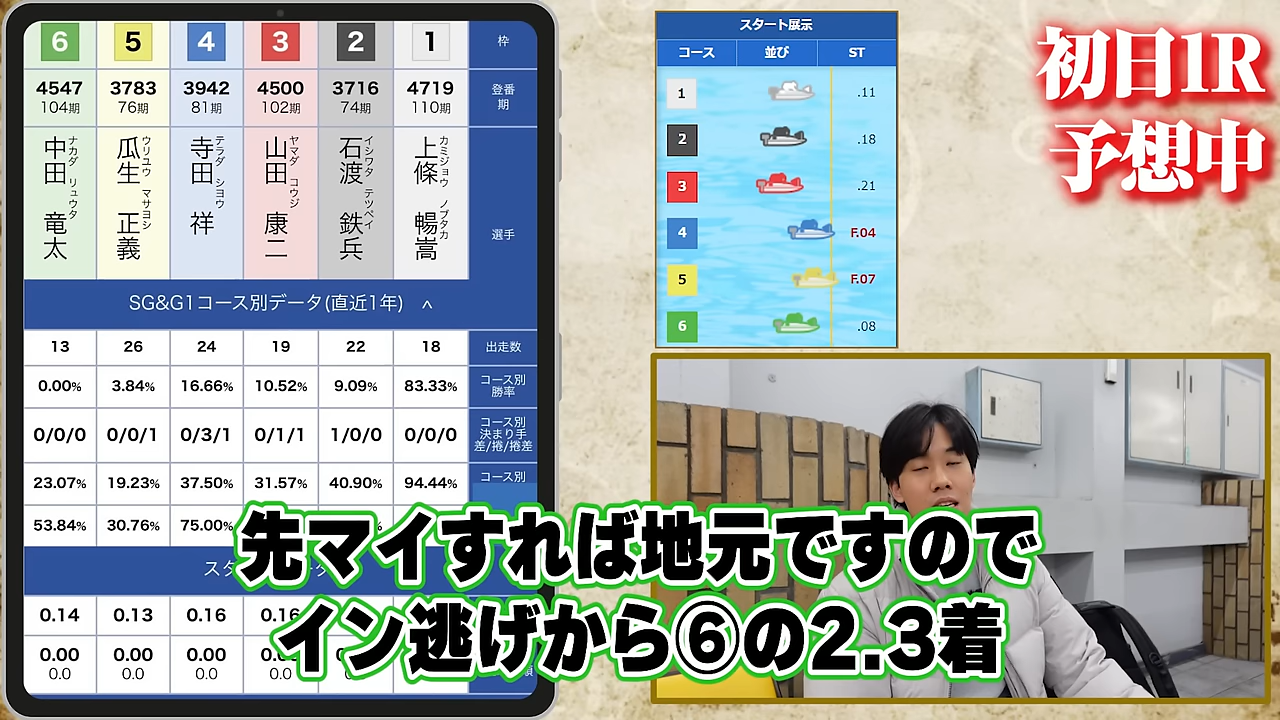 6 5 4 3 2 1 枠
4547 3783 3942 4500 3716 4719 登番
104期 76期 81期 102期 74期 110期 期
中田 竜太 瓜生 正義 寺田 祥 山田 康二 石渡 鉄兵 上條 暢嵩 選手
ナカダ リュウタ ウリュウ マサヨシ テラダ ショウ ヤマダ コウジ イシワタ テッペイ カミジョウ ノブタカ
SG&G1コース別データ(直近1年) ^
13 26 24 19 22 18 出走数
0.00% 3.84% 16.66% 10.52% 9.09% 83.33% コース別
勝率
0/0/0 0/0/1 0/3/1 0/1/1 1/0/0 0/0/0 コース別
決まり手
差/捲/捲差
23.07% 19.23% 37.50% 31.57% 40.90% 94.44% コース別
53.84% 30.76% 75.00%
0.14 0.13 0.16 0.16
0.00 0.00 0.00
0.0 0.0 0.0
スタート展示
コース 並び ST
1 .11
2 .18
3 .21
4 F.04
5 F.07
6 .08
初日1R
予想中
先マイすれば地元ですので
イン逃げから⑥の2.3着